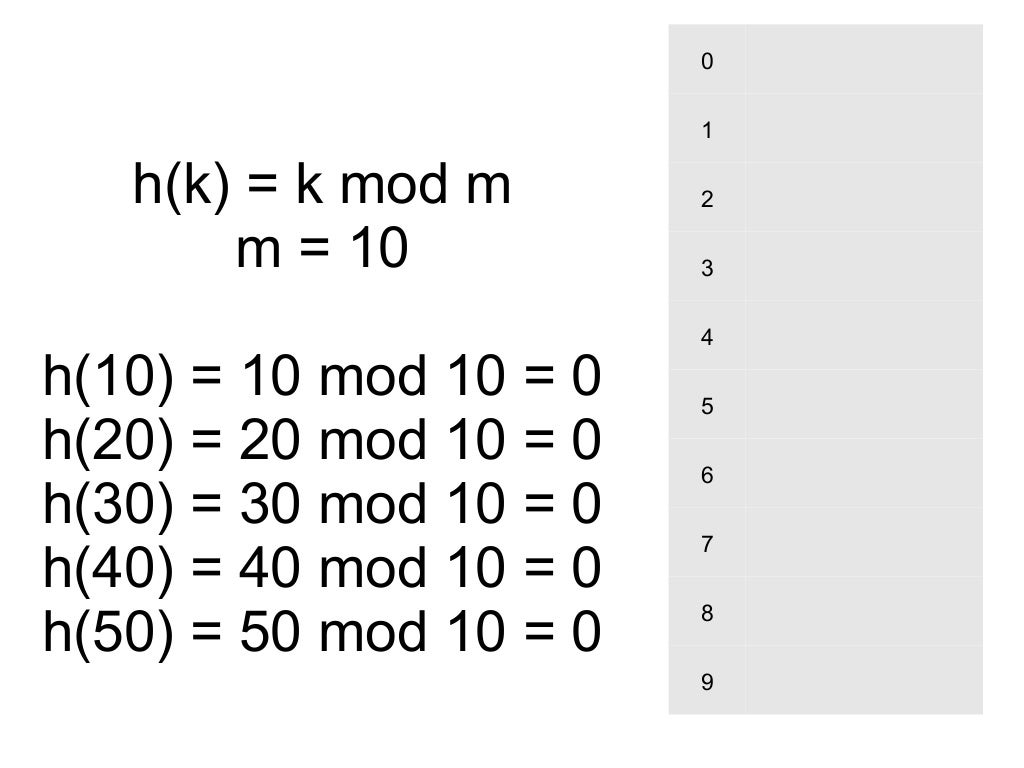 h(k) = k mod m
m = 10
h(10) = 10 mod 10 = 0
h(20) = 20 mod 10 = 0
h(30) = 30 mod 10 = 0
h(40) = 40 mod 10 = 0
h(50) = 50 mod 10 = 0
0
1
2
3
4
5
6
7
8
9